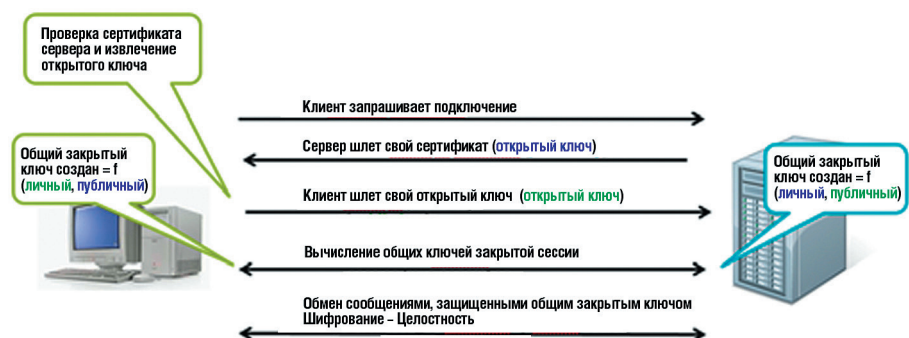 Проверка сертификата
сервера и извлечение
открытого ключа
Клиент запрашивает подключение
Сервер шлет свой сертификат (открытый ключ)
Общий закрытый
ключ создан = f
(личный, публичный)
Общий закрытый
ключ создан = f
(личный, публичный)
Клиент шлет свой открытый ключ (открытый ключ)
Вычисление общих ключей закрытой сессии
Обмен сообщениями, защищенными общим закрытым ключом
Шифрование – Целостность